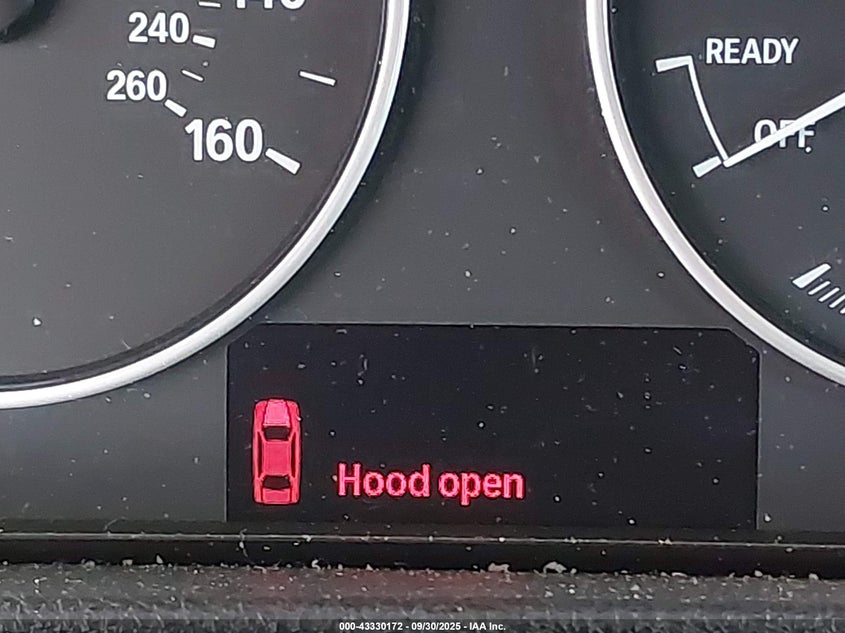 240
260
160
READY
OFF
Hood open
000-43330172 - 09/30/2025 - IAA Inc.